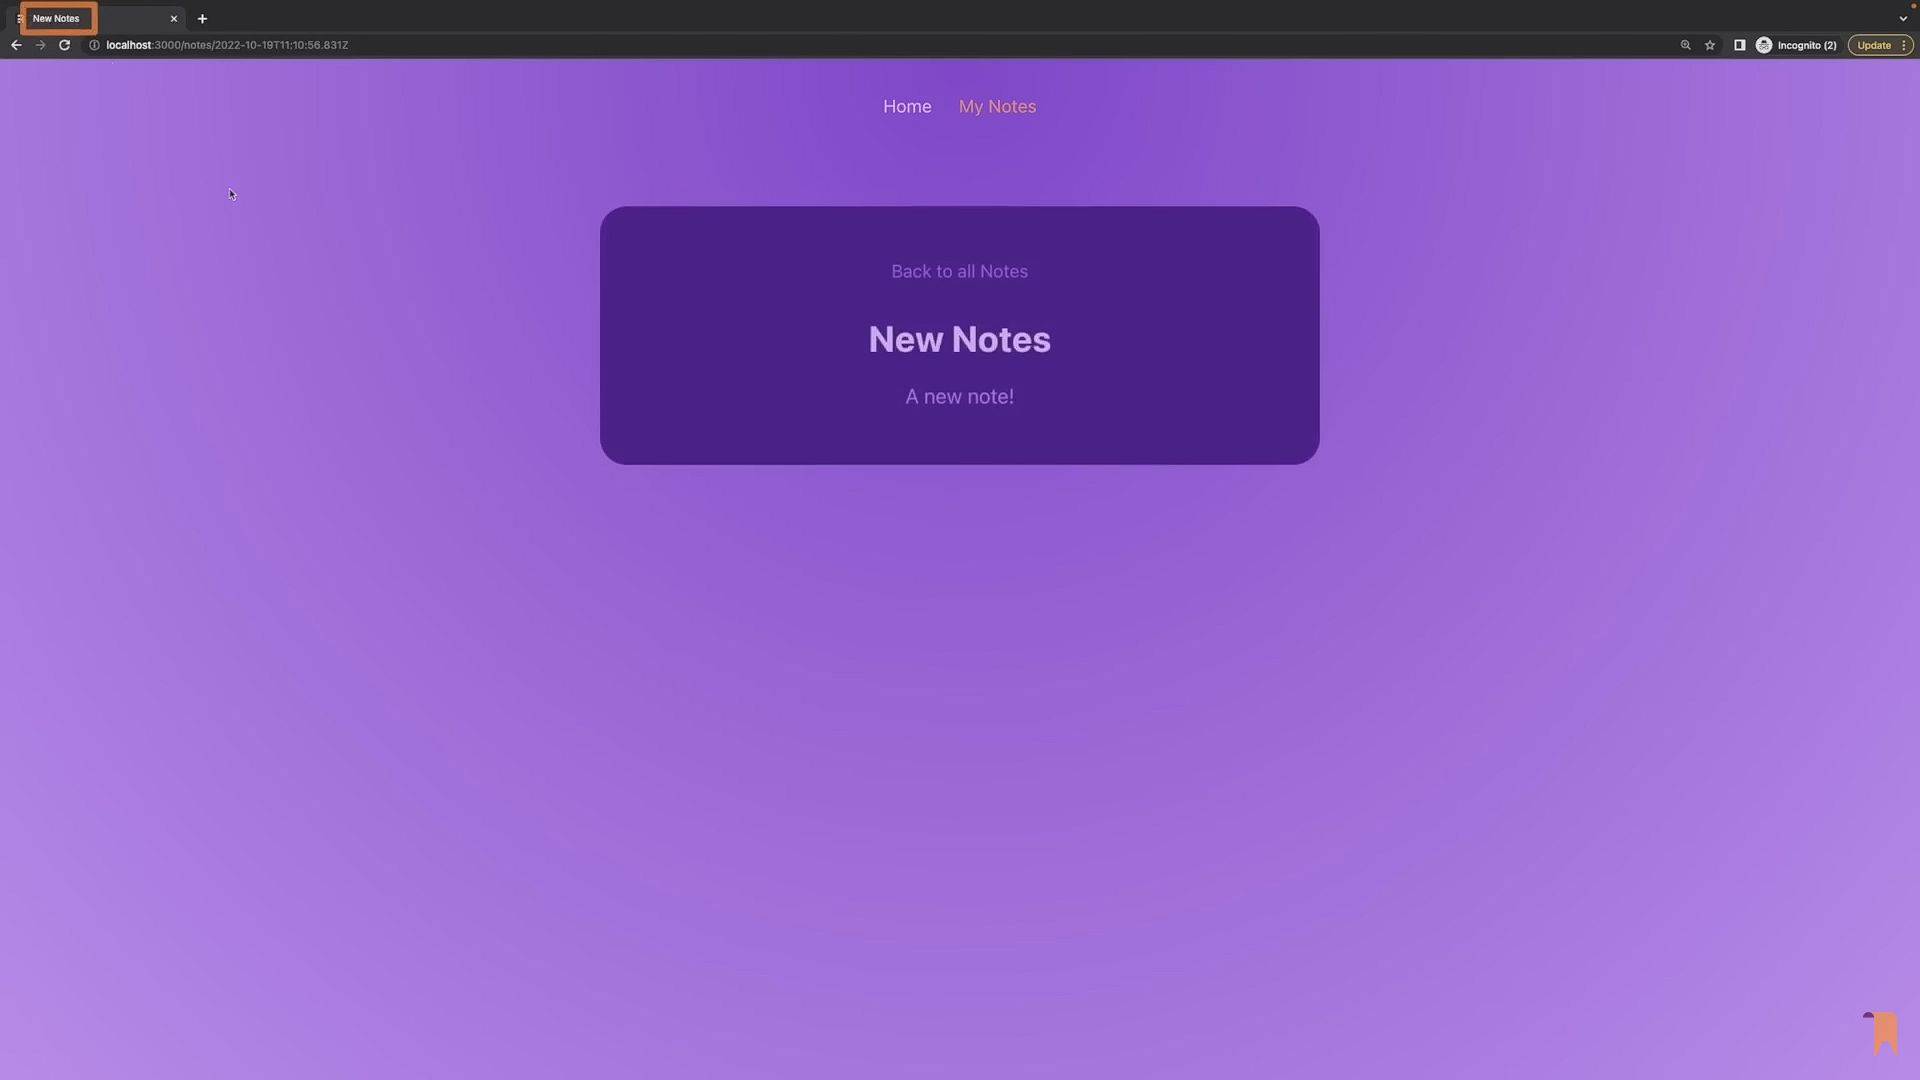 New Notes
localhost:3000/notes/2022-10-19T11:10:56.831Z
Incognito (2)
Update
Home
My Notes
Back to all Notes
New Notes
A new note!